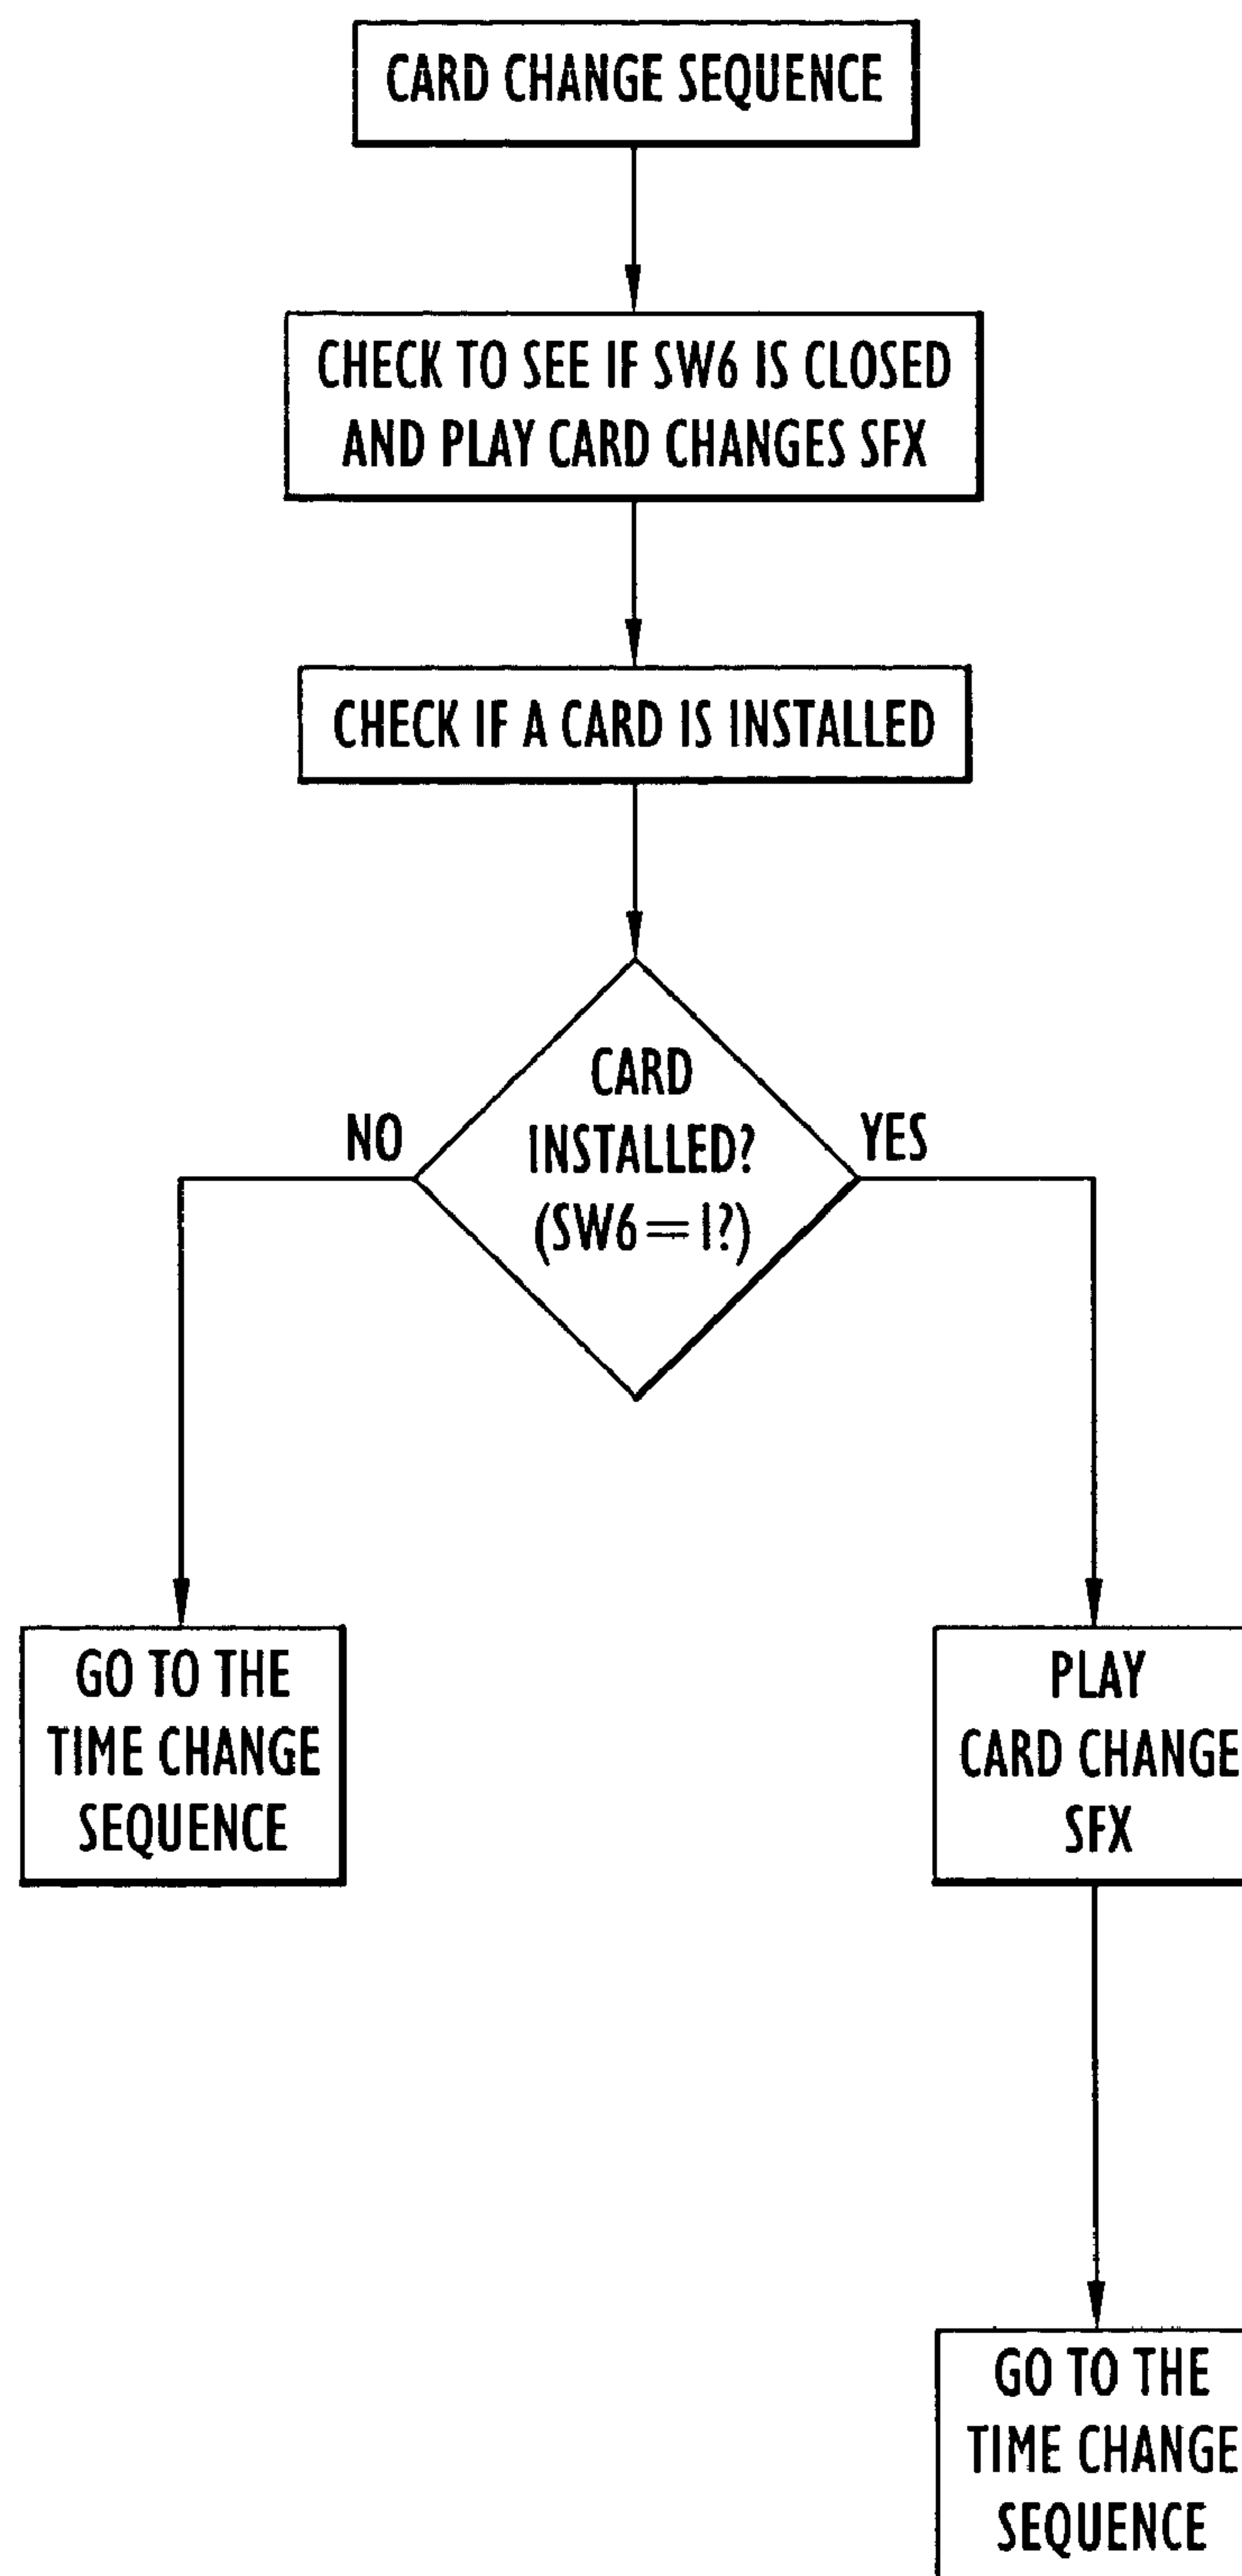 CARD CHANGE SEQUENCE
CHECK TO SEE IF SW6 IS CLOSED
AND PLAY CARD CHANGES SFX
CHECK IF A CARD IS INSTALLED
CARD
INSTALLED?
(SW6=1?)
NO
YES
GO TO THE
TIME CHANGE
SEQUENCE
PLAY
CARD CHANGE
SFX
GO TO THE
TIME CHANGE
SEQUENCE